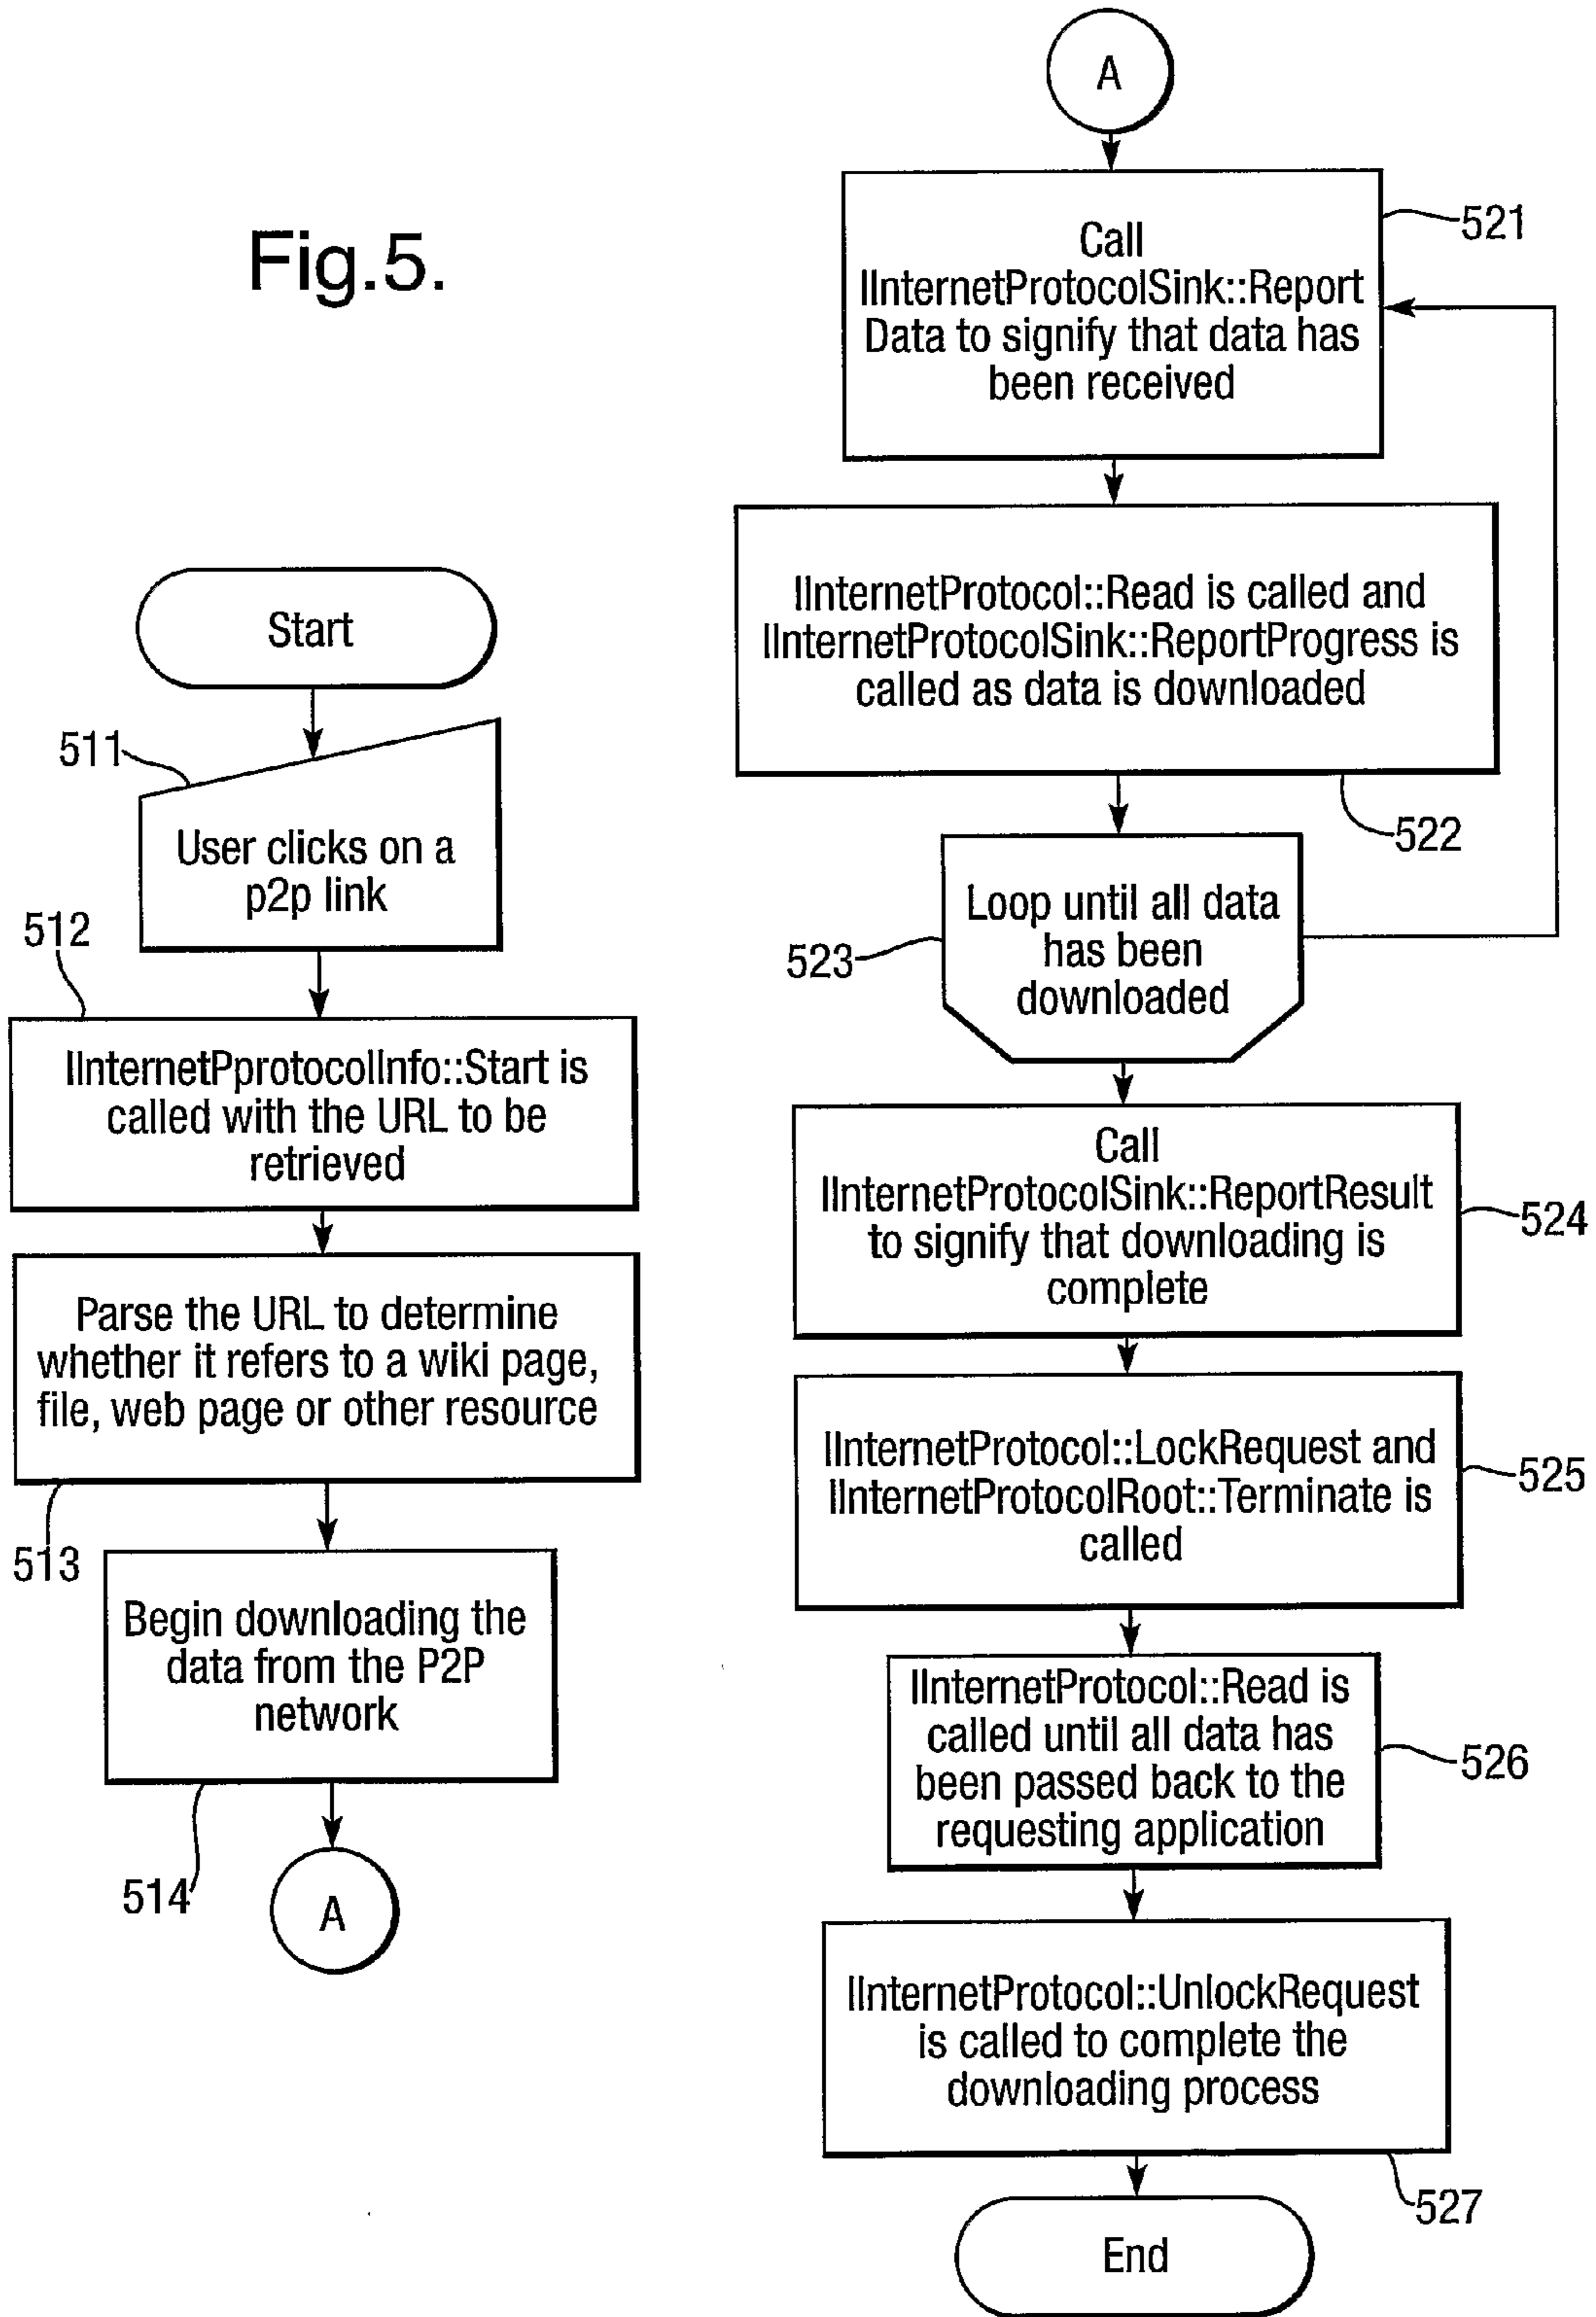 Fig.5.
Start
511
User clicks on a
p2p link
512
IInternetPprotocolInfo::Start is
called with the URL to be
retrieved
Parse the URL to determine
whether it refers to a wiki page,
file, web page or other resource
513
Begin downloading the
data from the P2P
network
514
A
A
Call
IInternetProtocolSink::Report
Data to signify that data has
been received
521
IInternetProtocol::Read is called and
IInternetProtocolSink::ReportProgress is
called as data is downloaded
522
Loop until all data
has been
downloaded
523
Call
IInternetProtocolSink::ReportResult
to signify that downloading is
complete
524
IInternetProtocol::LockRequest and
IInternetProtocolRoot::Terminate is
called
525
IInternetProtocol::Read is
called until all data has
been passed back to the
requesting application
526
IInternetProtocol::UnlockRequest
is called to complete the
downloading process
527
End